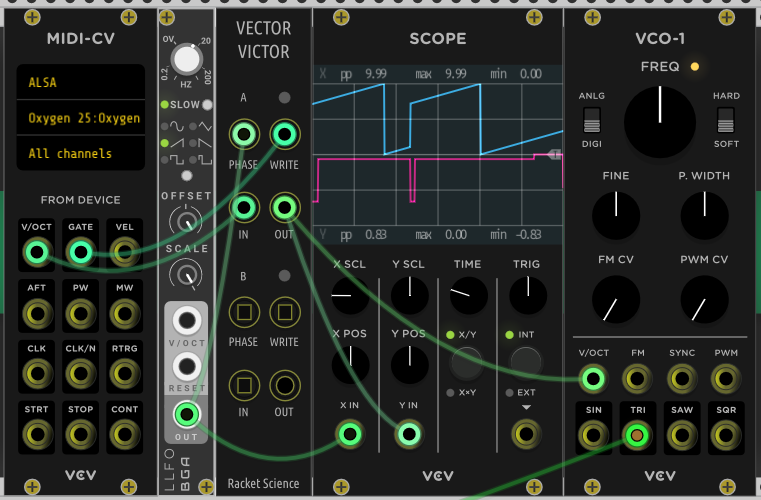 MIDI-CV
ALSA
Oxygen 25:Oxygen
All channels
FROM DEVICE
V/OCT GATE VEL
AFT PW MW
CLK CLK/N RTRG
STRT STOP CONT
VCV
0V 20
0.2 200
HZ
SLOW
OFFSET
SCALE
V/OCT
RESET
OUT
LLFO
BGA
VECTOR
VICTOR
A
PHASE WRITE
IN OUT
B
PHASE WRITE
IN OUT
Racket Science
SCOPE
X pp 9.99 max 9.99 min 0.00
Y pp 0.83 max 0.00 min -0.83
X SCL Y SCL TIME TRIG
X POS Y POS X/Y INT
X×Y EXT
X IN Y IN
VCV
VCO-1
FREQ
ANLG HARD
DIGI SOFT
FINE P. WIDTH
FM CV PWM CV
V/OCT FM SYNC PWM
SIN TRI SAW SQR
VCV